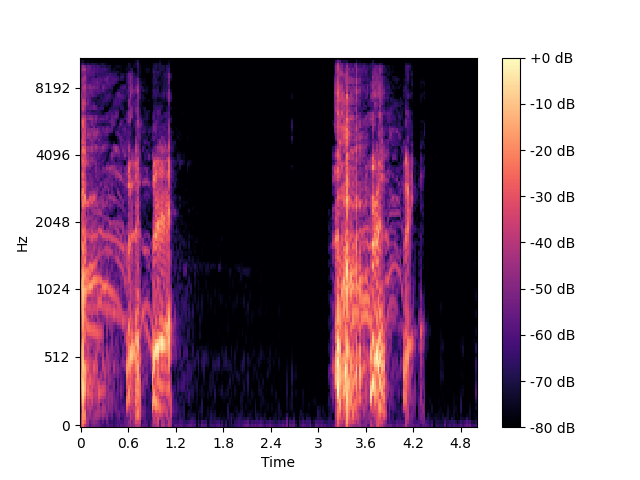 8192
4096
2048
1024
512
0
Hz
0 0.6 1.2 1.8 2.4 3 3.6 4.2 4.8
Time
+0 dB
-10 dB
-20 dB
-30 dB
-40 dB
-50 dB
-60 dB
-70 dB
-80 dB